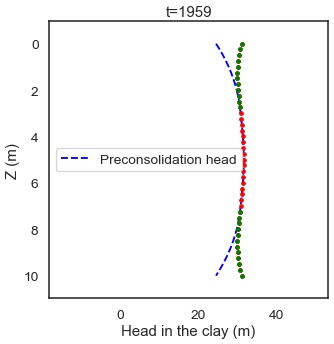 t=1959
0
2
4
6
8
10
Z (m)
Preconsolidation head
0
20
40
Head in the clay (m)